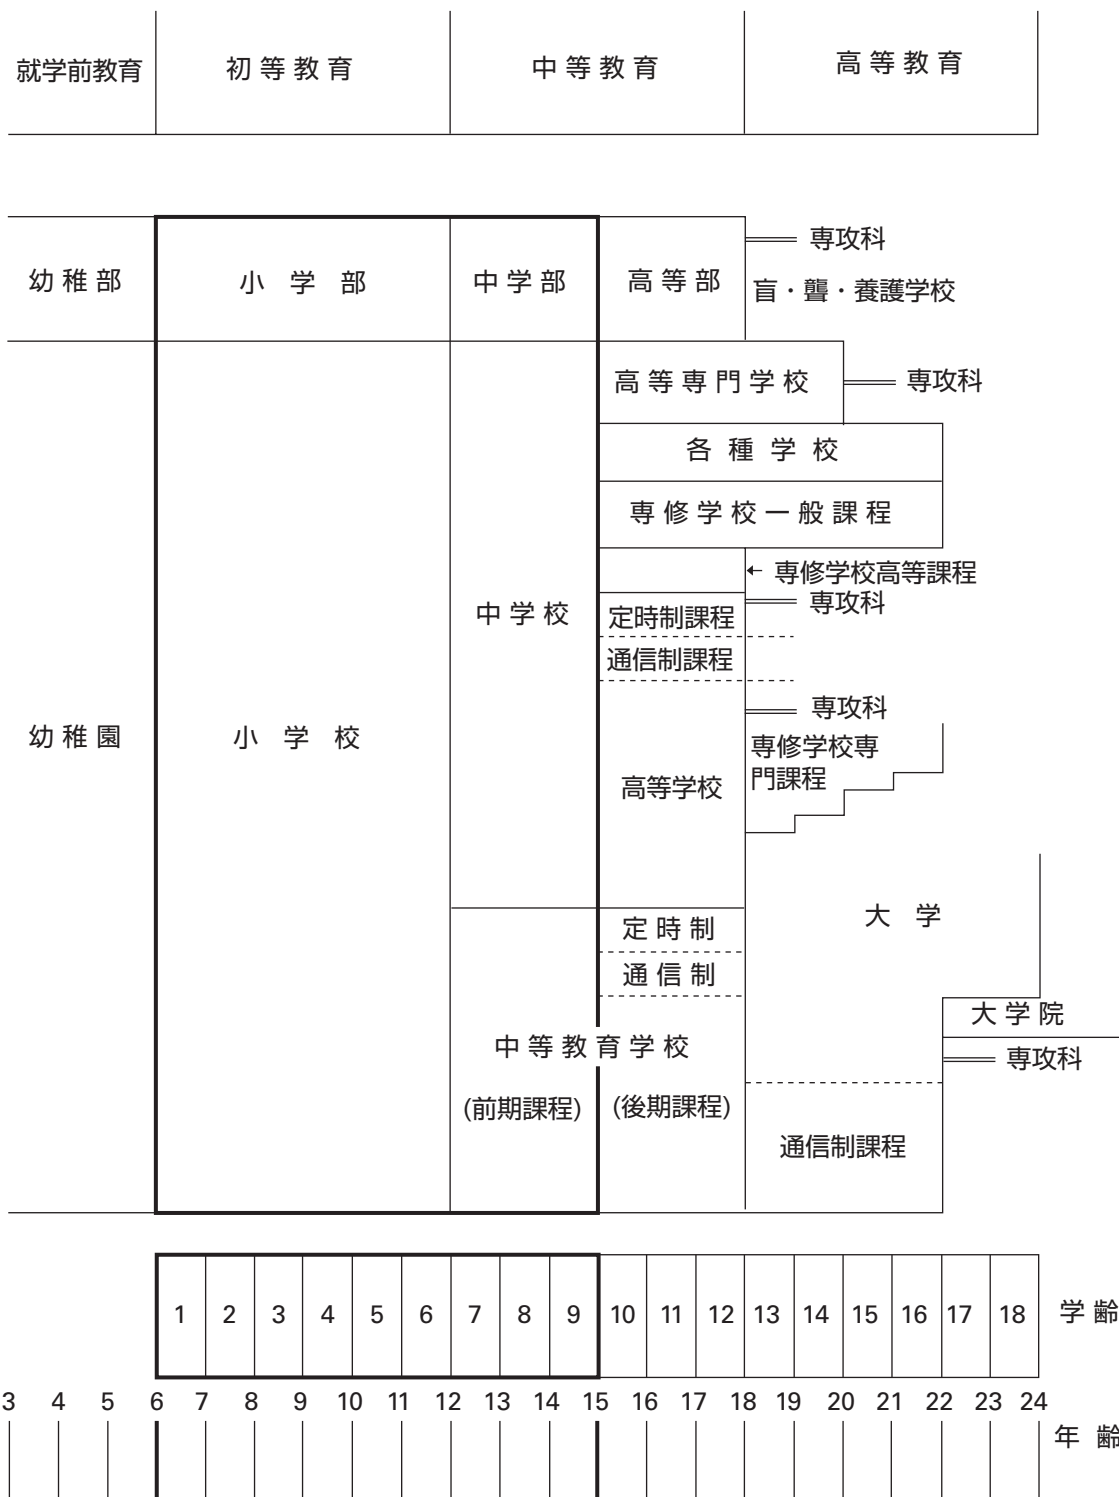 就学前教育 初等教育 中等教育 高等教育
専攻科
幼稚部 小学部 中学部 高等部 盲・聾・養護学校
高等専門学校 専攻科
各種学校
専修学校一般課程
← 専修学校高等課程
専攻科
中学校 定時制課程
通信制課程
専攻科
幼稚園 小学校 専修学校専
門課程
高等学校
大学
定時制
通信制
大学院
中等教育学校 専攻科
(前期課程) (後期課程)
通信制課程
1 2 3 4 5 6 7 8 9 10 11 12 13 14 15 16 17 18 学齢
3 4 5 6 7 8 9 10 11 12 13 14 15 16 17 18 19 20 21 22 23 24
年齢